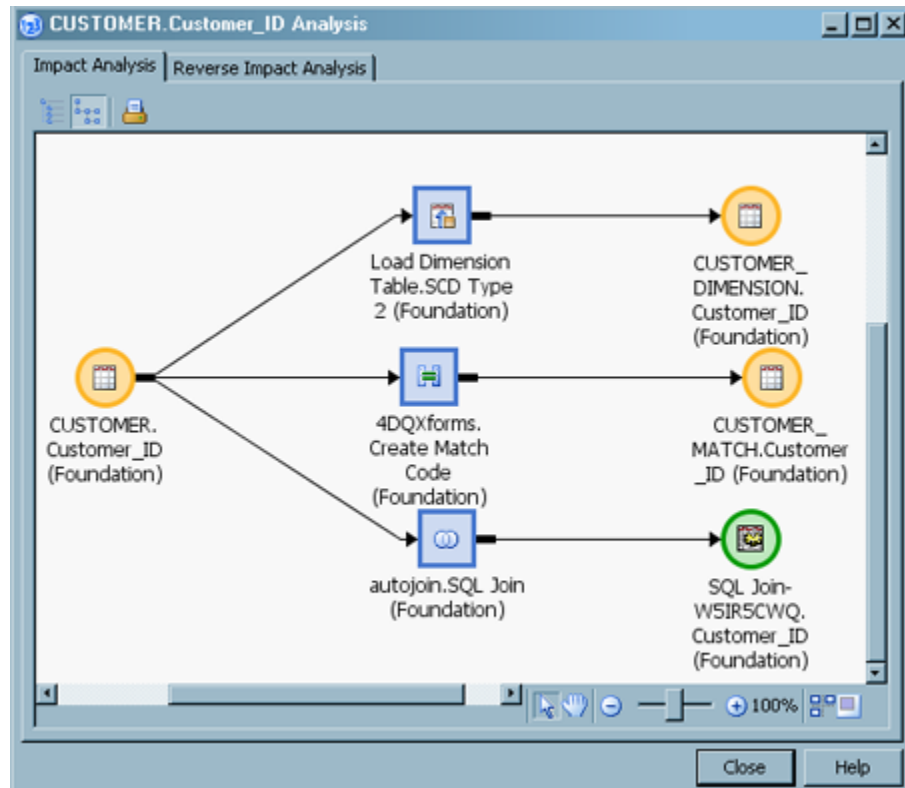 CUSTOMER.Customer_ID Analysis
Impact Analysis
Reverse Impact Analysis
Load Dimension
Table.SCD Type
2 (Foundation)
CUSTOMER_
DIMENSION.
Customer_ID
(Foundation)
CUSTOMER.
Customer_ID
(Foundation)
4DQXforms.
Create Match
Code
(Foundation)
CUSTOMER_
MATCH.Customer
_ID (Foundation)
autojoin.SQL Join
(Foundation)
SQL Join-
W5IR5CWQ.
Customer_ID
(Foundation)
100%
Close
Help